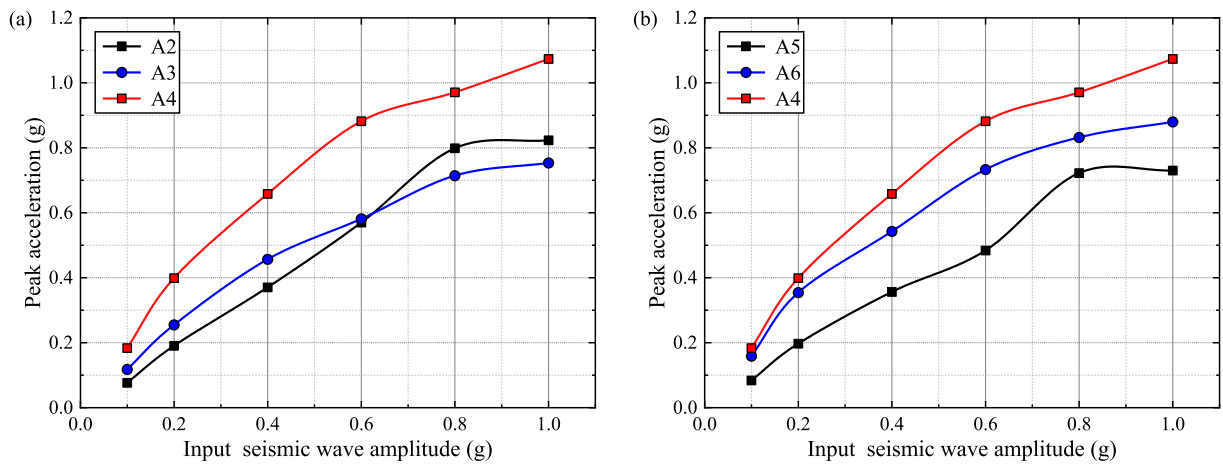 (a)
1.2
1.0
0.8
0.6
0.4
0.2
0.0
Peak acceleration (g)
A2
A3
A4
0.0 0.2 0.4 0.6 0.8 1.0
Input seismic wave amplitude (g)
(b)
1.2
1.0
0.8
0.6
0.4
0.2
0.0
Peak acceleration (g)
A5
A6
A4
0.0 0.2 0.4 0.6 0.8 1.0
Input seismic wave amplitude (g)